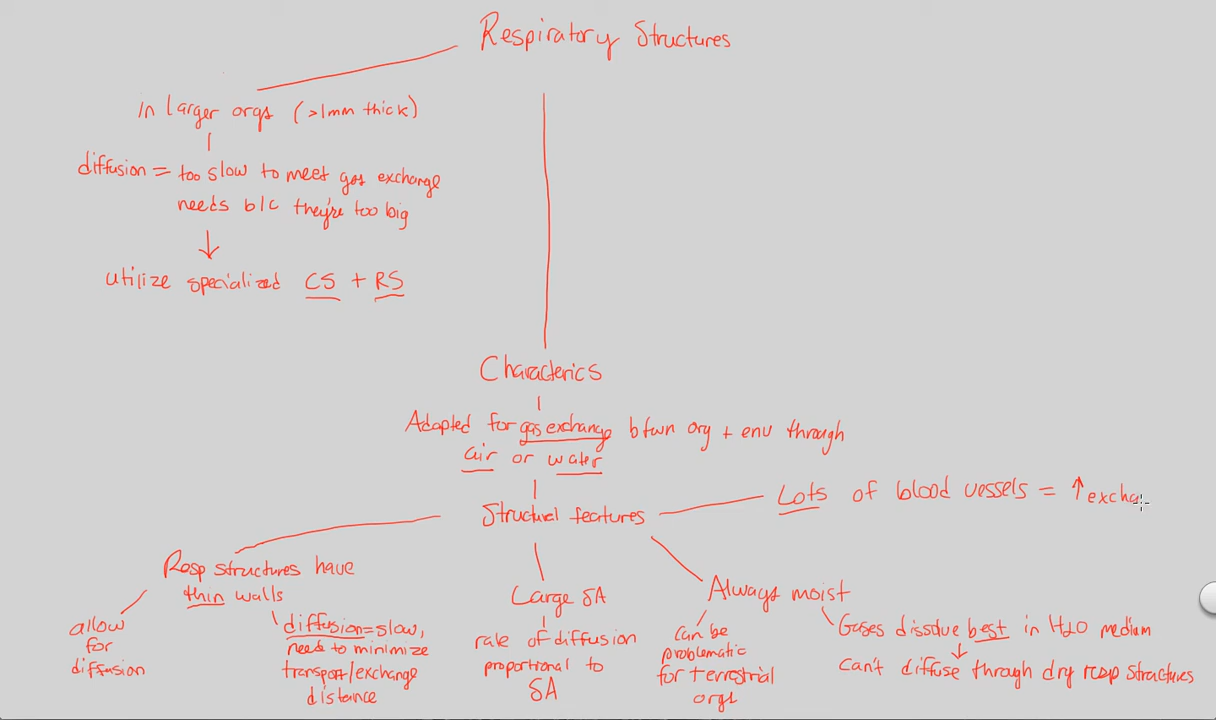 Respiratory Structures
in larger orgs (>1mm thick)
diffusion = too slow to meet gas exchange
needs b/c they're too big
↓
utilize specialized CS + RS
Characterics
Adapted for gas exchange btwn org + env through
air or water
Structural features
Lots of blood vessels = ↑ excha
Resp structures have
thin walls
allow
for
diffusion
diffusion = slow,
need to minimize
transport/exchange
distance
Large SA
rate of diffusion
proportional to
SA
Always moist
can be
problematic
for terrestrial
orgs
Gases dissolve best in H2O medium
↓
can't diffuse through dry resp structures